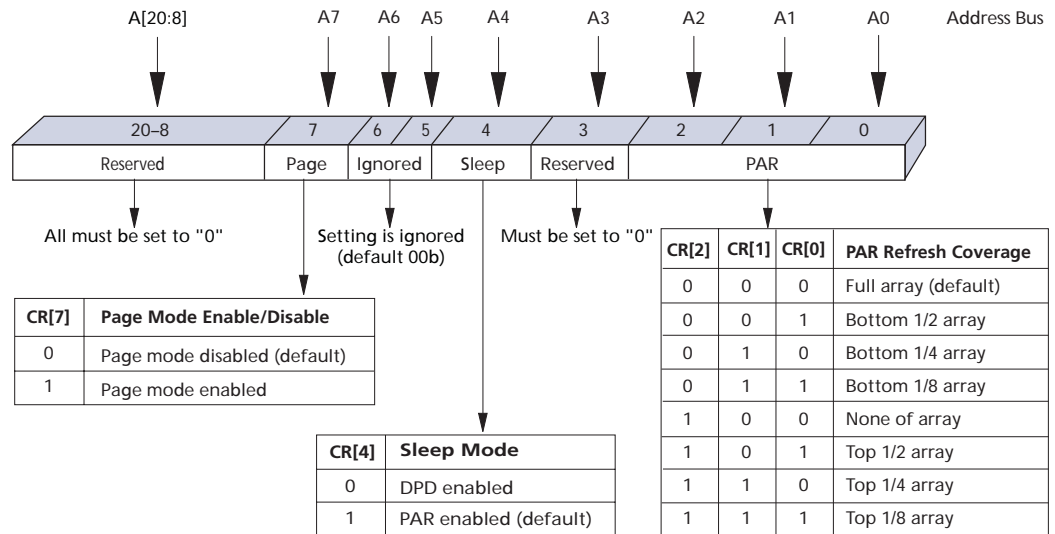 A[20:8] A7 A6 A5 A4 A3 A2 A1 A0 Address Bus
20–8 7 6 5 4 3 2 1 0
Reserved Page Ignored Sleep Reserved PAR
All must be set to "0"
Setting is ignored
(default 00b)
Must be set to "0"
CR[7] Page Mode Enable/Disable
0 Page mode disabled (default)
1 Page mode enabled
CR[4] Sleep Mode
0 DPD enabled
1 PAR enabled (default)
CR[2] CR[1] CR[0] PAR Refresh Coverage
0 0 0 Full array (default)
0 0 1 Bottom 1/2 array
0 1 0 Bottom 1/4 array
0 1 1 Bottom 1/8 array
1 0 0 None of array
1 0 1 Top 1/2 array
1 1 0 Top 1/4 array
1 1 1 Top 1/8 array